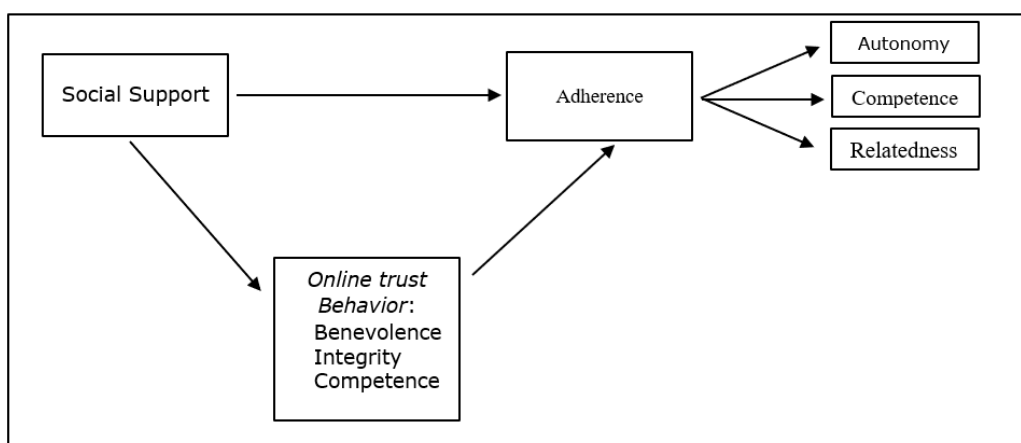 Autonomy
Social Support
Adherence
Competence
Relatedness
Online trust
Behavior:
Benevolence
Integrity
Competence